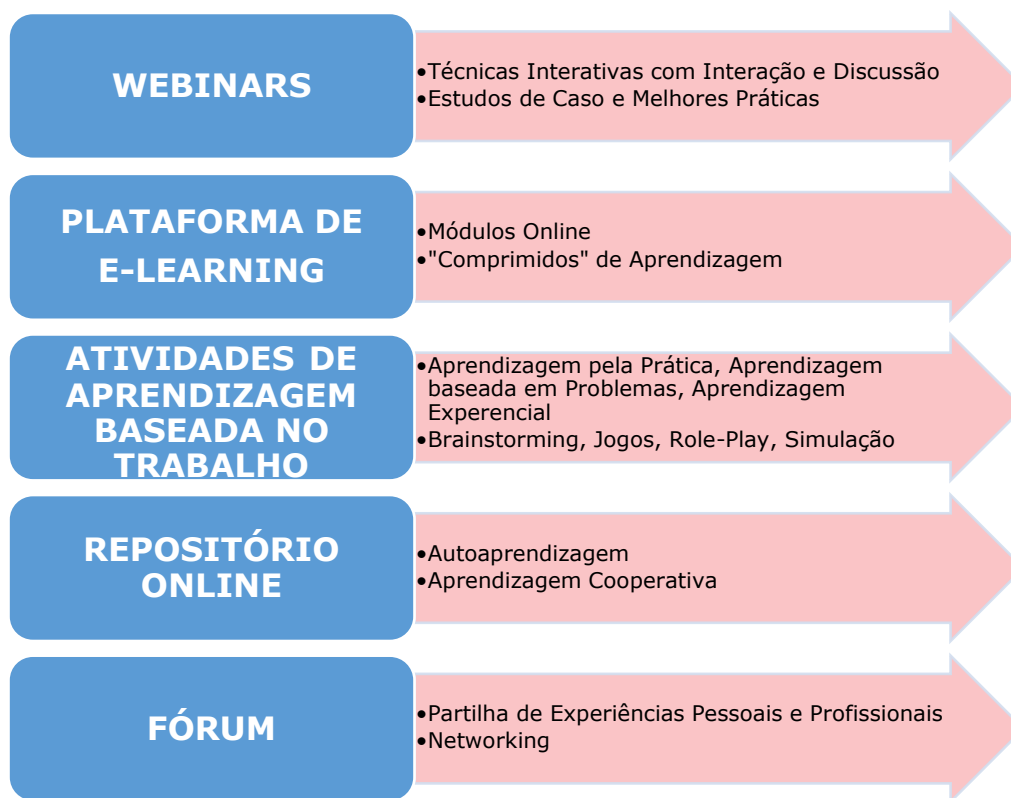 WEBINARS
•Técnicas Interativas com Interação e Discussão
•Estudos de Caso e Melhores Práticas
PLATAFORMA DE
E-LEARNING
•Módulos Online
•"Comprimidos" de Aprendizagem
ATIVIDADES DE
APRENDIZAGEM
BASEADA NO
TRABALHO
•Aprendizagem pela Prática, Aprendizagem
baseada em Problemas, Aprendizagem
Experencial
•Brainstorming, Jogos, Role-Play, Simulação
REPOSITÓRIO
ONLINE
•Autoaprendizagem
•Aprendizagem Cooperativa
FÓRUM
•Partilha de Experiências Pessoais e Profissionais
•Networking